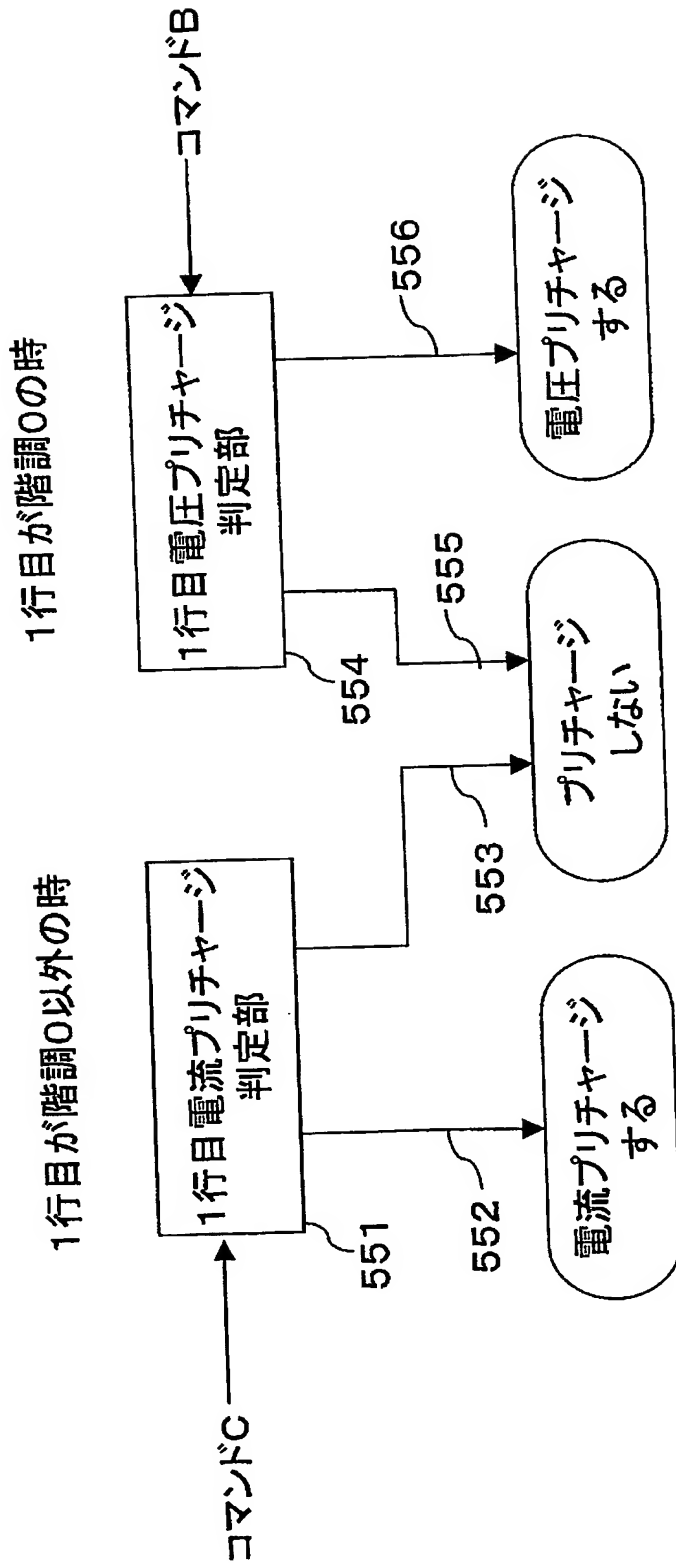 1行目が階調0以外の時
コマンドC
1行目電流プリチャージ
判定部
551
552
553
電流プリチャージ
する
プリチャージ
しない
1行目が階調0の時
コマンドB
1行目電圧プリチャージ
判定部
554
555
556
電圧プリチャージ
する